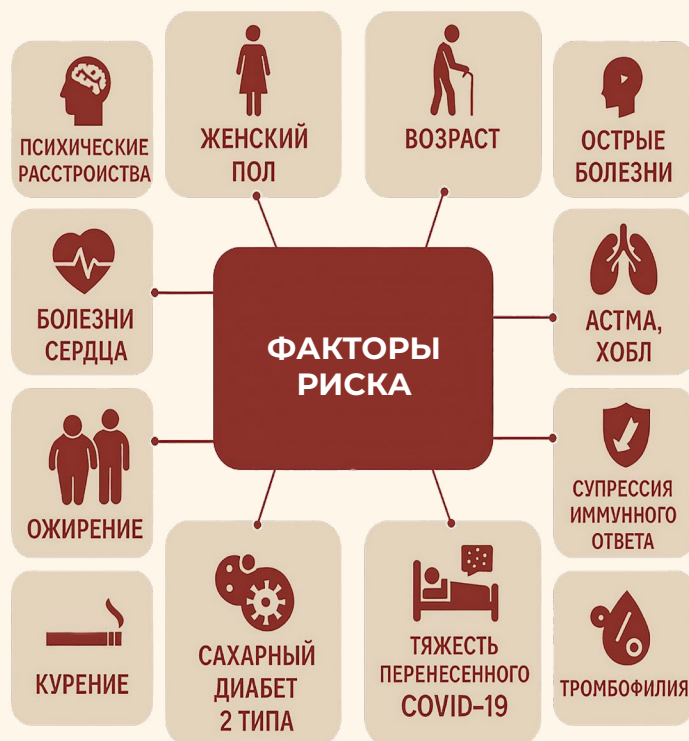 ПСИХИЧЕСКИЕ
РАССТРОИСТВА
ЖЕНСКИЙ
ПОЛ
ВОЗРАСТ
ОСТРЫЕ
БОЛЕЗНИ
БОЛЕЗНИ
СЕРДЦА
ФАКТОРЫ
РИСКА
АСТМА,
ХОБЛ
ОЖИРЕНИЕ
СУПРЕССИЯ
ИММУННОГО
ОТВЕТА
КУРЕНИЕ
САХАРНЫЙ
ДИАБЕТ
2 ТИПА
ТЯЖЕСТЬ
ПЕРЕНЕСЕННОГО
COVID-19
ТРОМБОФИЛИЯ